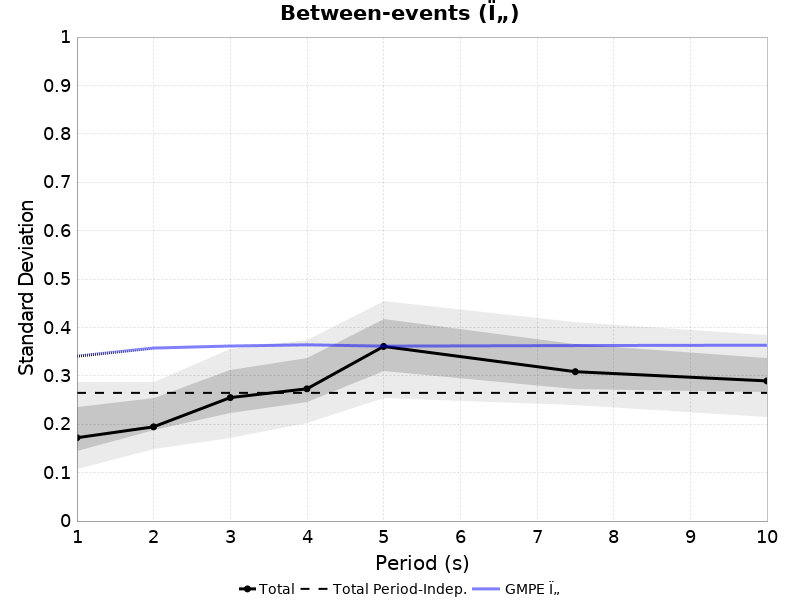 Between-events (Ï„)
1
0.9
0.8
0.7
0.6
0.5
0.4
0.3
0.2
0.1
0
Standard Deviation
1 2 3 4 5 6 7 8 9 10
Period (s)
Total Total Period-Indep. GMPE Ï„